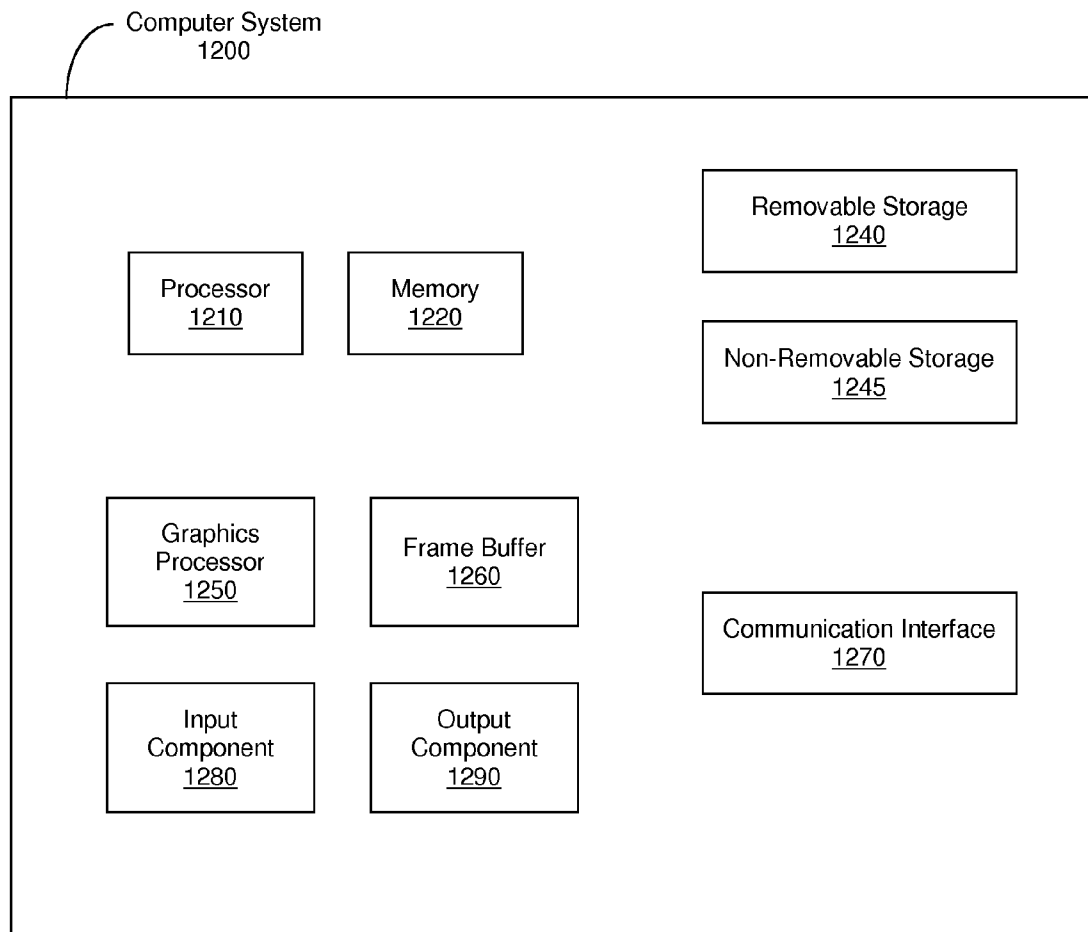 Computer System
1200
Removable Storage
1240
Processor
1210
Memory
1220
Non-Removable Storage
1245
Graphics
Processor
1250
Frame Buffer
1260
Communication Interface
1270
Input
Component
1280
Output
Component
1290